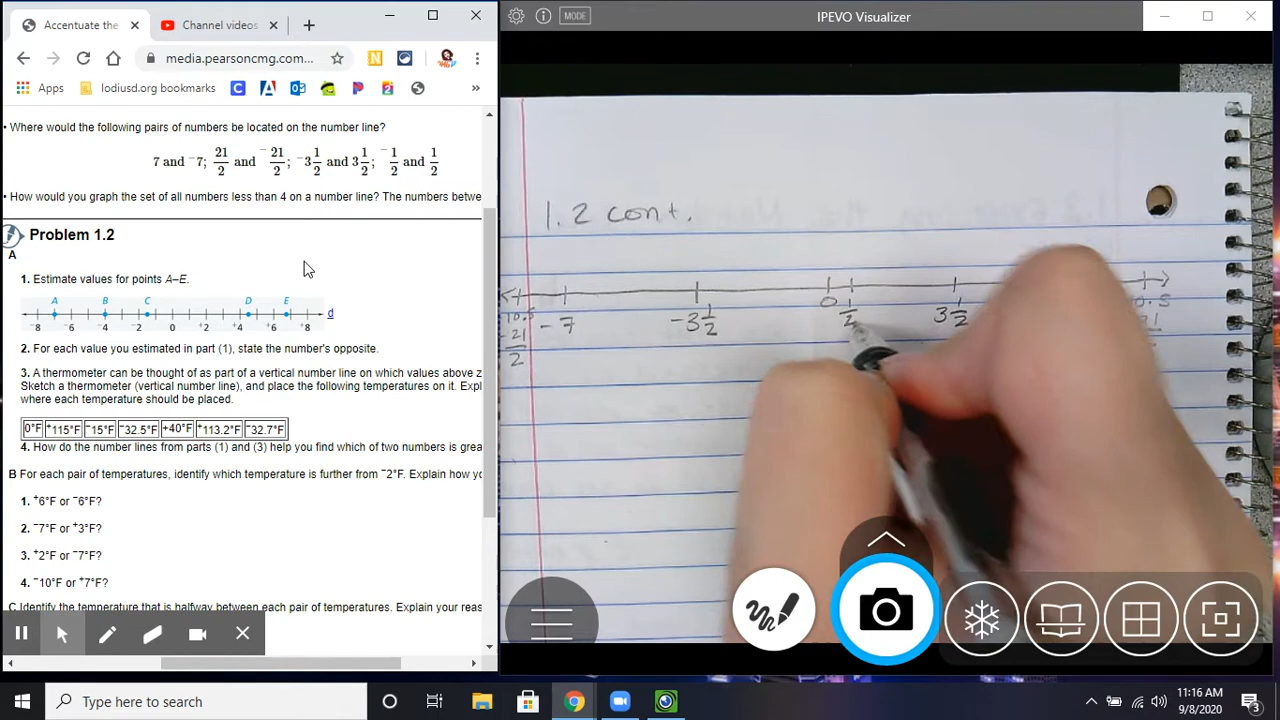 Accentuate the
Channel videos
media.pearsoncmg.com...
Apps
lodiusd.org bookmarks
»
• Where would the following pairs of numbers be located on the number line?
7 and ⁻7; 21/2 and ⁻21/2; ⁻3 1/2 and 3 1/2; ⁻1/2 and 1/2
• How would you graph the set of all numbers less than 4 on a number line? The numbers betwe
Problem 1.2
A
1. Estimate values for points A–E.
A B C D E
−8 −6 −4 −2 0 +2 +4 +6 +8
d
2. For each value you estimated in part (1), state the number's opposite.
3. A thermometer can be thought of as part of a vertical number line on which values above z
Sketch a thermometer (vertical number line), and place the following temperatures on it. Expl
where each temperature should be placed.
0°F ⁺115°F ⁻15°F ⁻32.5°F +40°F ⁺113.2°F ⁻32.7°F
4. How do the number lines from parts (1) and (3) help you find which of two numbers is grea
B For each pair of temperatures, identify which temperature is further from ⁻2°F. Explain how yo
1. ⁺6°F or ⁻6°F?
2. ⁻7°F or ⁺3°F?
3. ⁺2°F or ⁻7°F?
4. ⁻10°F or ⁺7°F?
C Identify the temperature that is halfway between each pair of temperatures. Explain your reas
MODE
IPEVO Visualizer
1.2 cont.
-10.5 -7 -3 1/2 0 1/2 3 1/2
-21/2
Type here to search
11:16 AM
9/8/2020
3